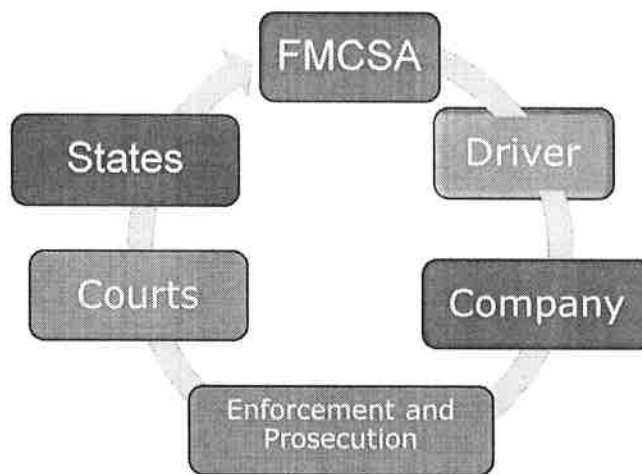 FMCSA
Driver
Company
Enforcement and
Prosecution
Courts
States